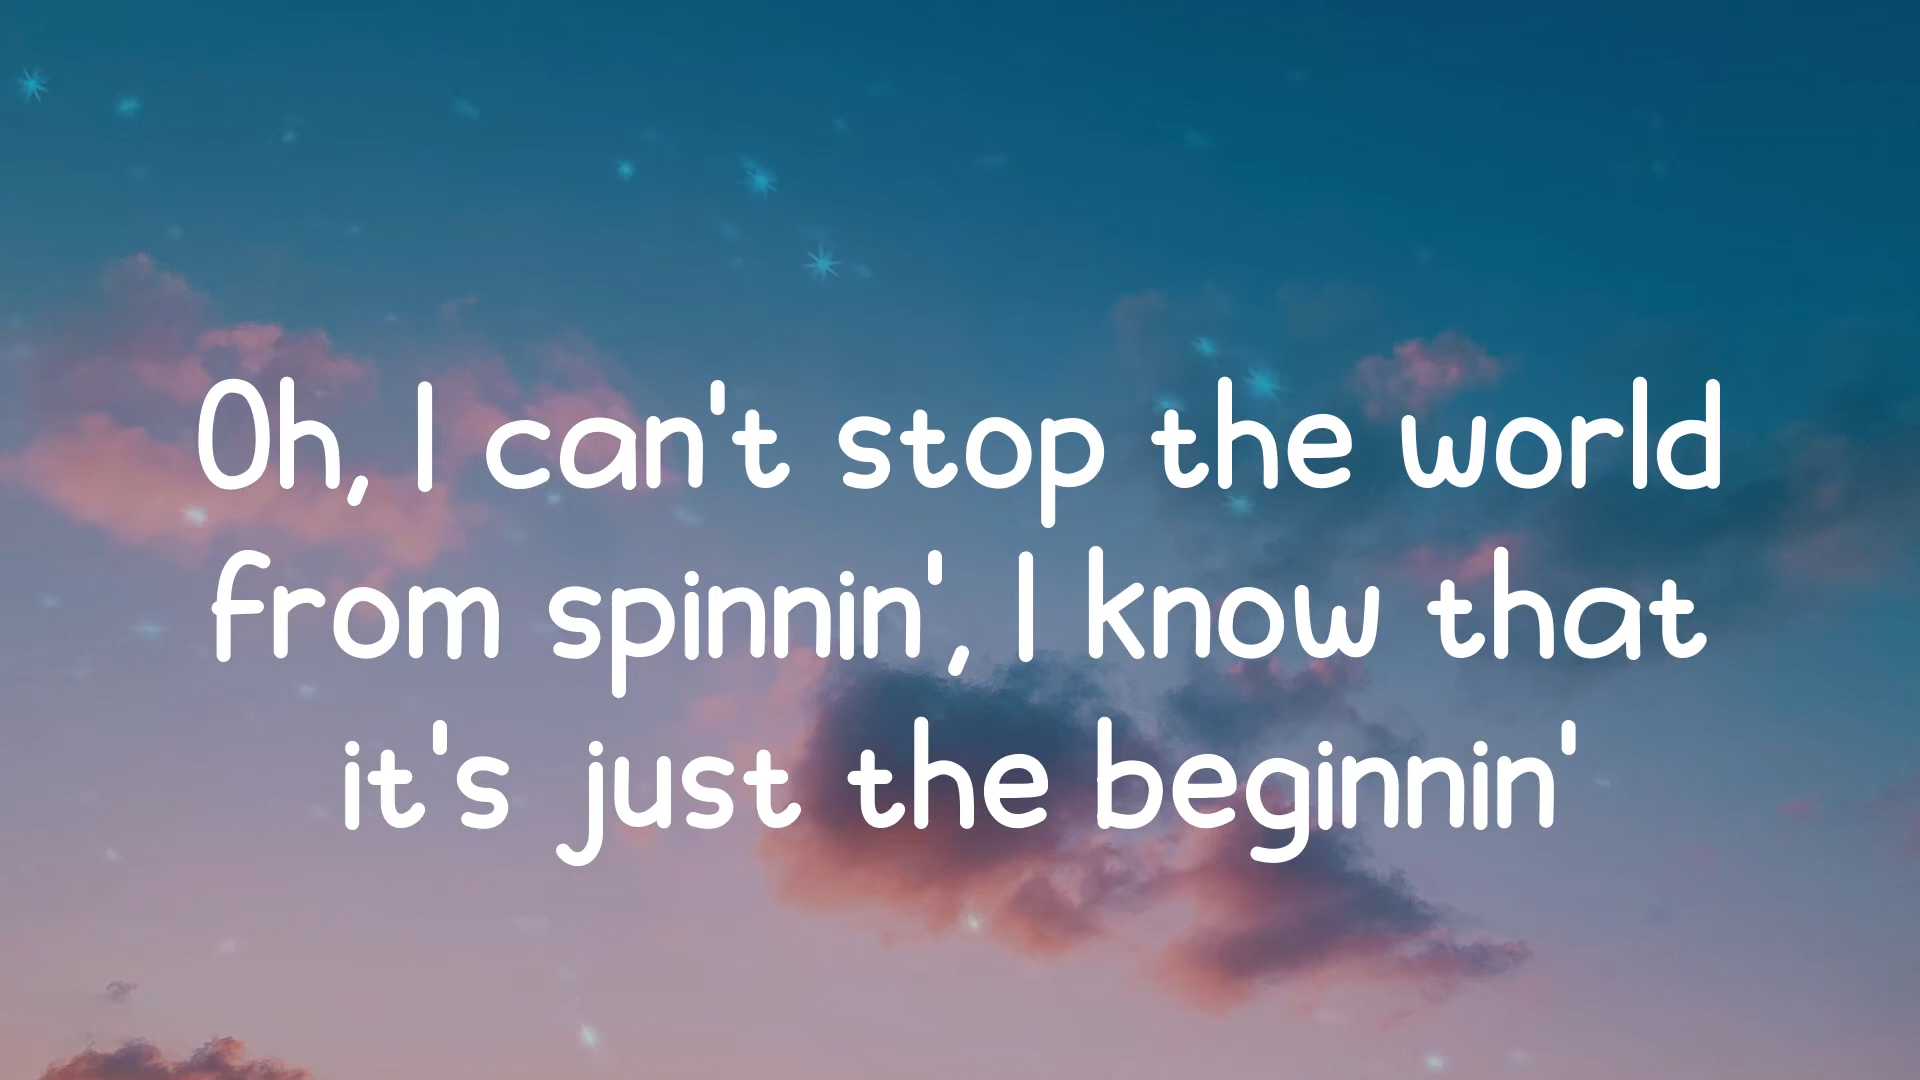 Oh, I can't stop the world
from spinnin', I know that
it's just the beginnin'